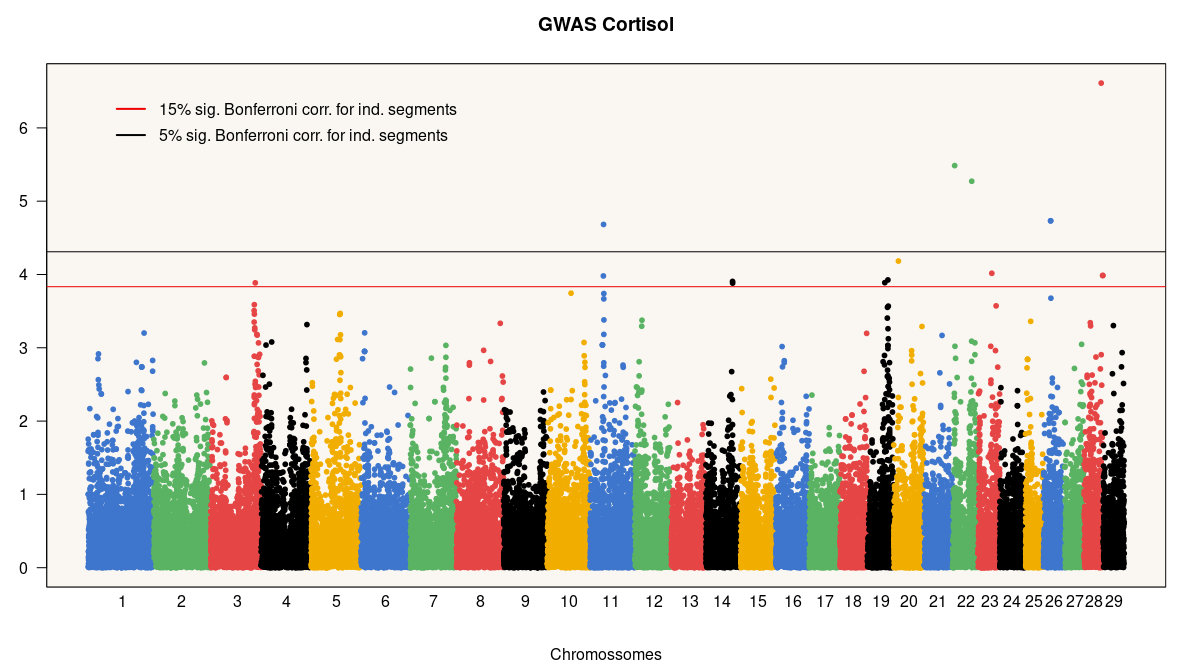 GWAS Cortisol
15% sig. Bonferroni corr. for ind. segments
5% sig. Bonferroni corr. for ind. segments
6
5
4
3
2
1
0
1 2 3 4 5 6 7 8 9 10 11 12 13 14 15 16 17 18 19 20 21 22 23 24 25 26 27 28 29
Chromossomes